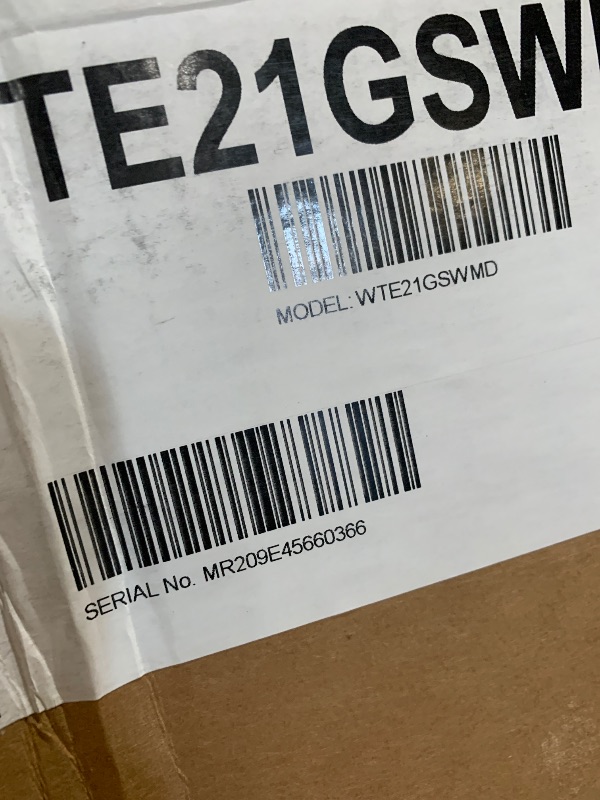 TE21GSW
MODEL: WTE21GSWMD
SERIAL No. MR209E45660366